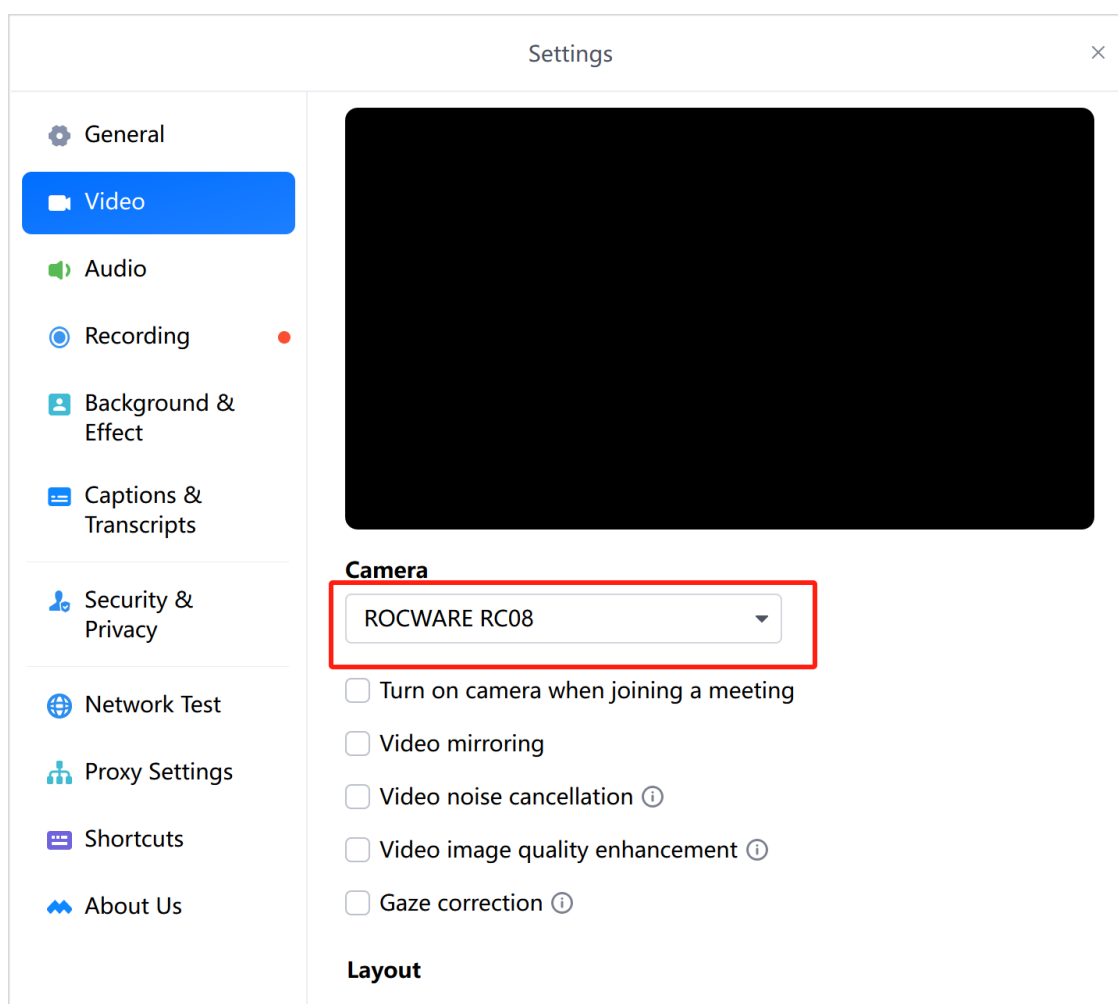 Settings
General
Video
Audio
Recording
Background &
Effect
Captions &
Transcripts
Security &
Privacy
Network Test
Proxy Settings
Shortcuts
About Us
Camera
ROCWARE RC08
Turn on camera when joining a meeting
Video mirroring
Video noise cancellation
Video image quality enhancement
Gaze correction
Layout